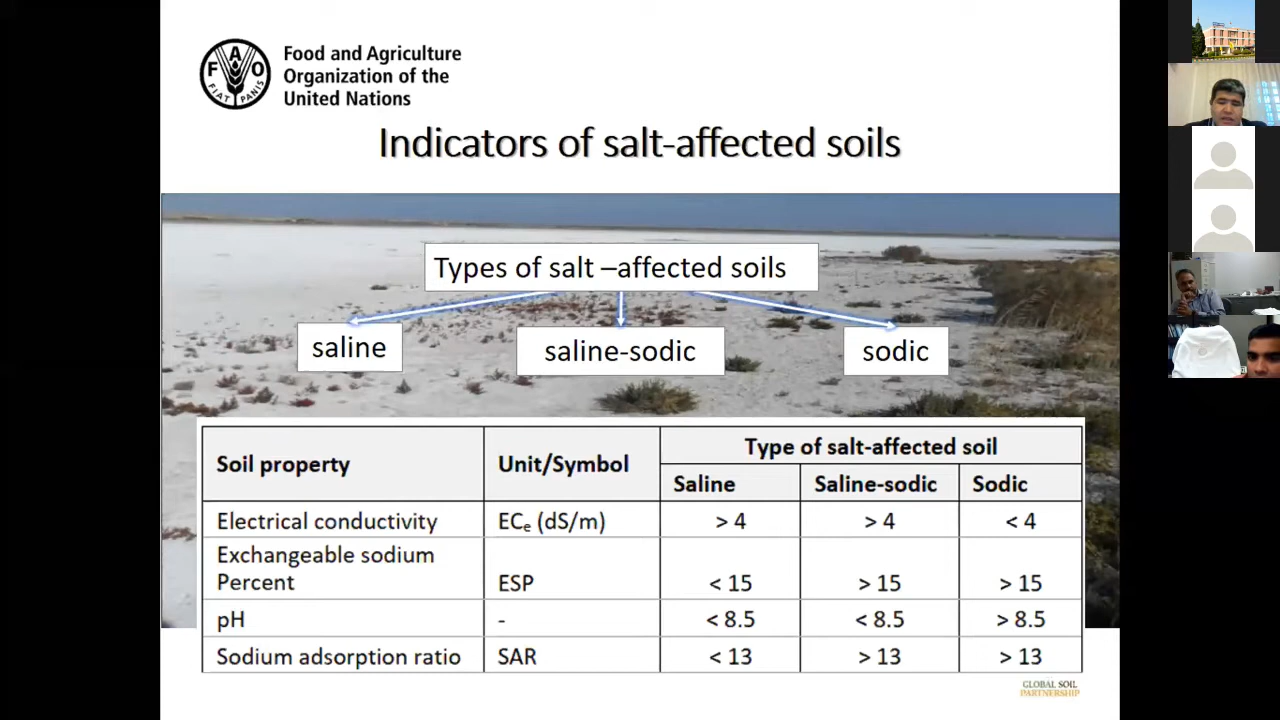 FAO
FIAT PANIS
Food and Agriculture
Organization of the
United Nations
Indicators of salt-affected soils
Types of salt –affected soils
saline
saline-sodic
sodic
Soil property Unit/Symbol Type of salt-affected soil
Saline Saline-sodic Sodic
Electrical conductivity ECe (dS/m) > 4 > 4 < 4
Exchangeable sodium
Percent ESP < 15 > 15 > 15
pH - < 8.5 < 8.5 > 8.5
Sodium adsorption ratio SAR < 13 > 13 > 13
GLOBAL SOIL
PARTNERSHIP